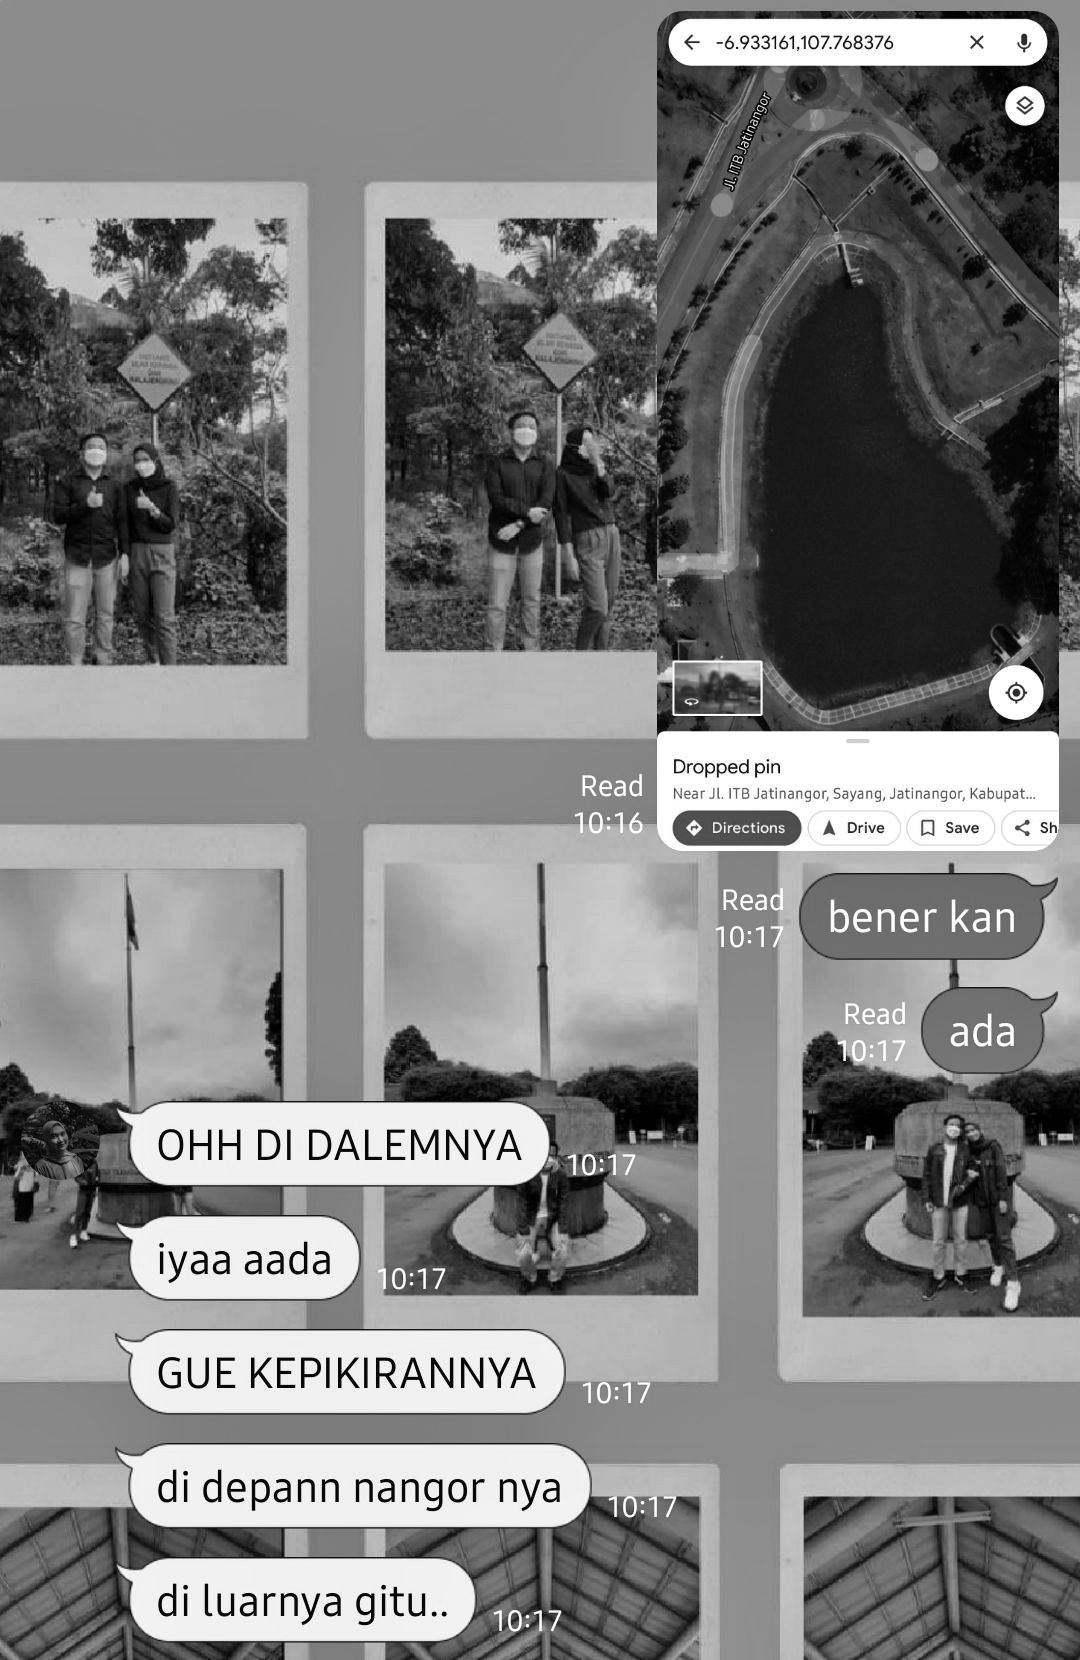 -6.933161,107.768376
Jl. ITB Jatinangor
Dropped pin
Near Jl. ITB Jatinangor, Sayang, Jatinangor, Kabupat...
Directions
Drive
Save
Sh
Read
10:16
Read
10:17
bener kan
Read
10:17
ada
OHH DI DALEMNYA
10:17
iyaa aada
10:17
GUE KEPIKIRANNYA
10:17
di depann nangor nya
10:17
di luarnya gitu..
10:17